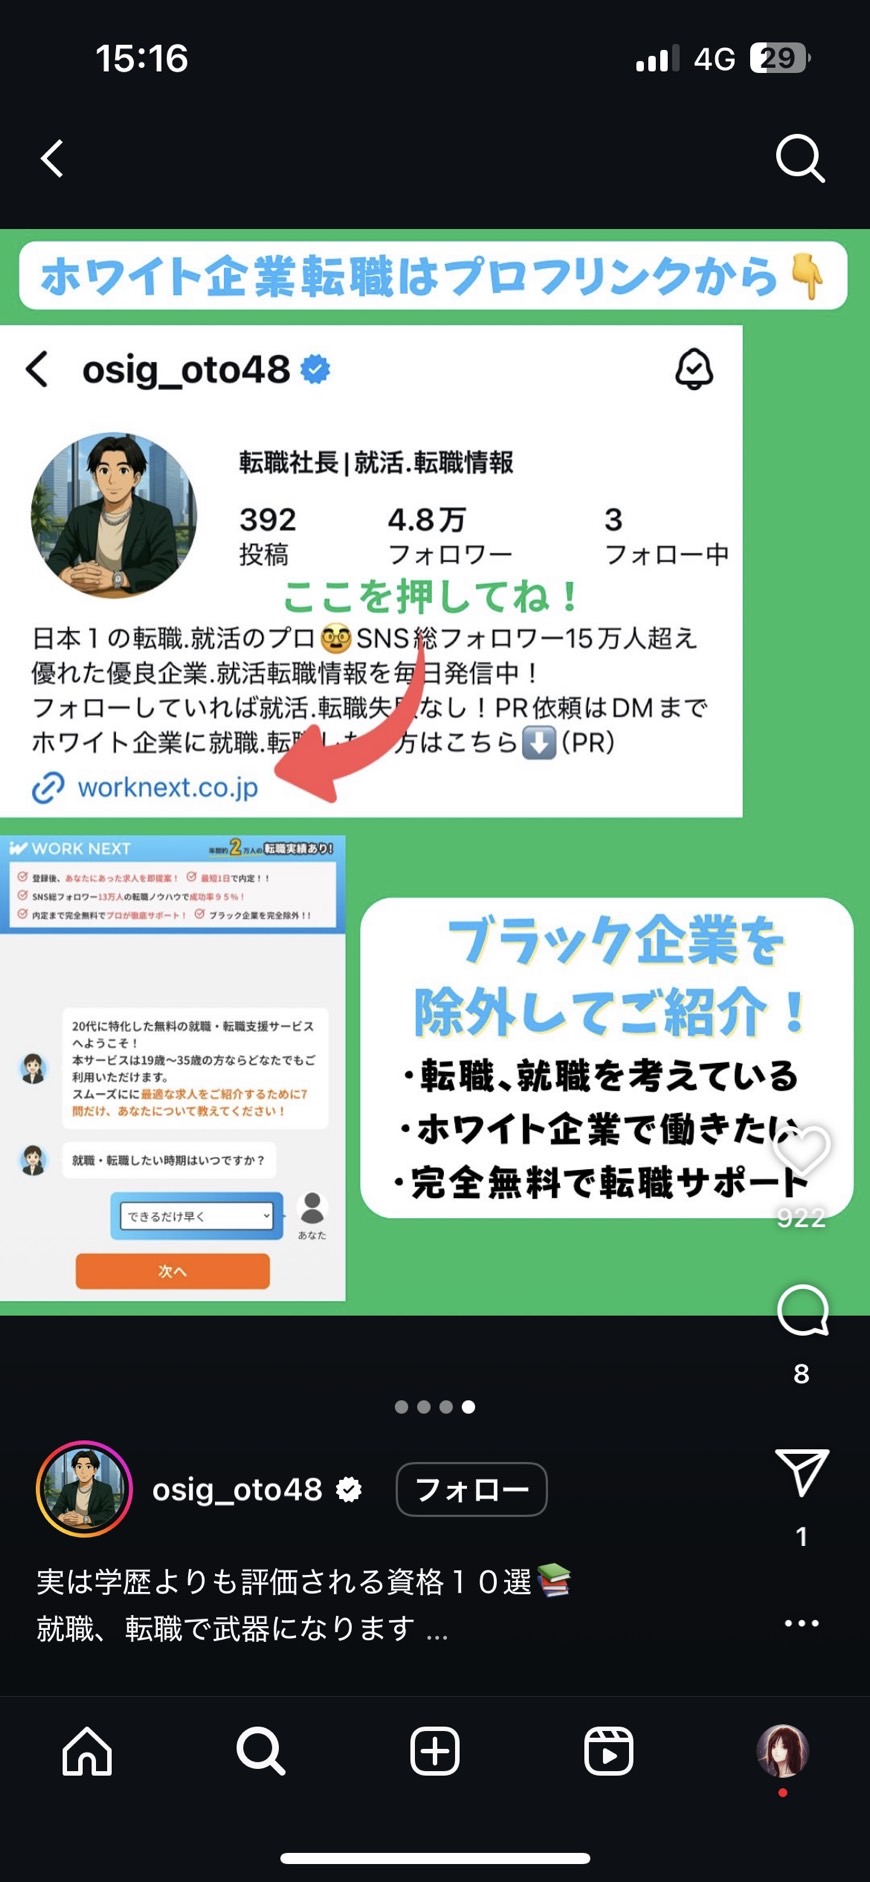 15:16
4G
29
ホワイト企業転職はプロフリンクから👇
osig_oto48
転職社長|就活.転職情報
392
4.8万
3
投稿
フォロワー
フォロー中
ここを押してね！
日本１の転職.就活のプロ🥸SNS総フォロワー15万人超え
優れた優良企業.就活転職情報を毎日発信中！
フォローしていれば就活.転職失敗なし！PR依頼はDMまで
ホワイト企業に就職.転職したい方はこちら⬇️(PR)
worknext.co.jp
WORK NEXT
年間約2万人の転職実績あり!
登録後、あなたにあった求人を即提案！ 最短1日で内定！！
SNS総フォロワー13万人の転職ノウハウで成功率９５％！
内定まで完全無料でプロが徹底サポート！ ブラック企業を完全除外！！
20代に特化した無料の就職・転職支援サービス
へようこそ！
本サービスは19歳〜35歳の方ならどなたでもご
利用いただけます。
スムーズにに最適な求人をご紹介するために7
問だけ、あなたについて教えてください！
就職・転職したい時期はいつですか？
できるだけ早く
あなた
次へ
ブラック企業を
除外してご紹介！
・転職、就職を考えている
・ホワイト企業で働きたい
・完全無料で転職サポート
922
8
osig_oto48
フォロー
1
実は学歴よりも評価される資格１０選📚
就職、転職で武器になります ...